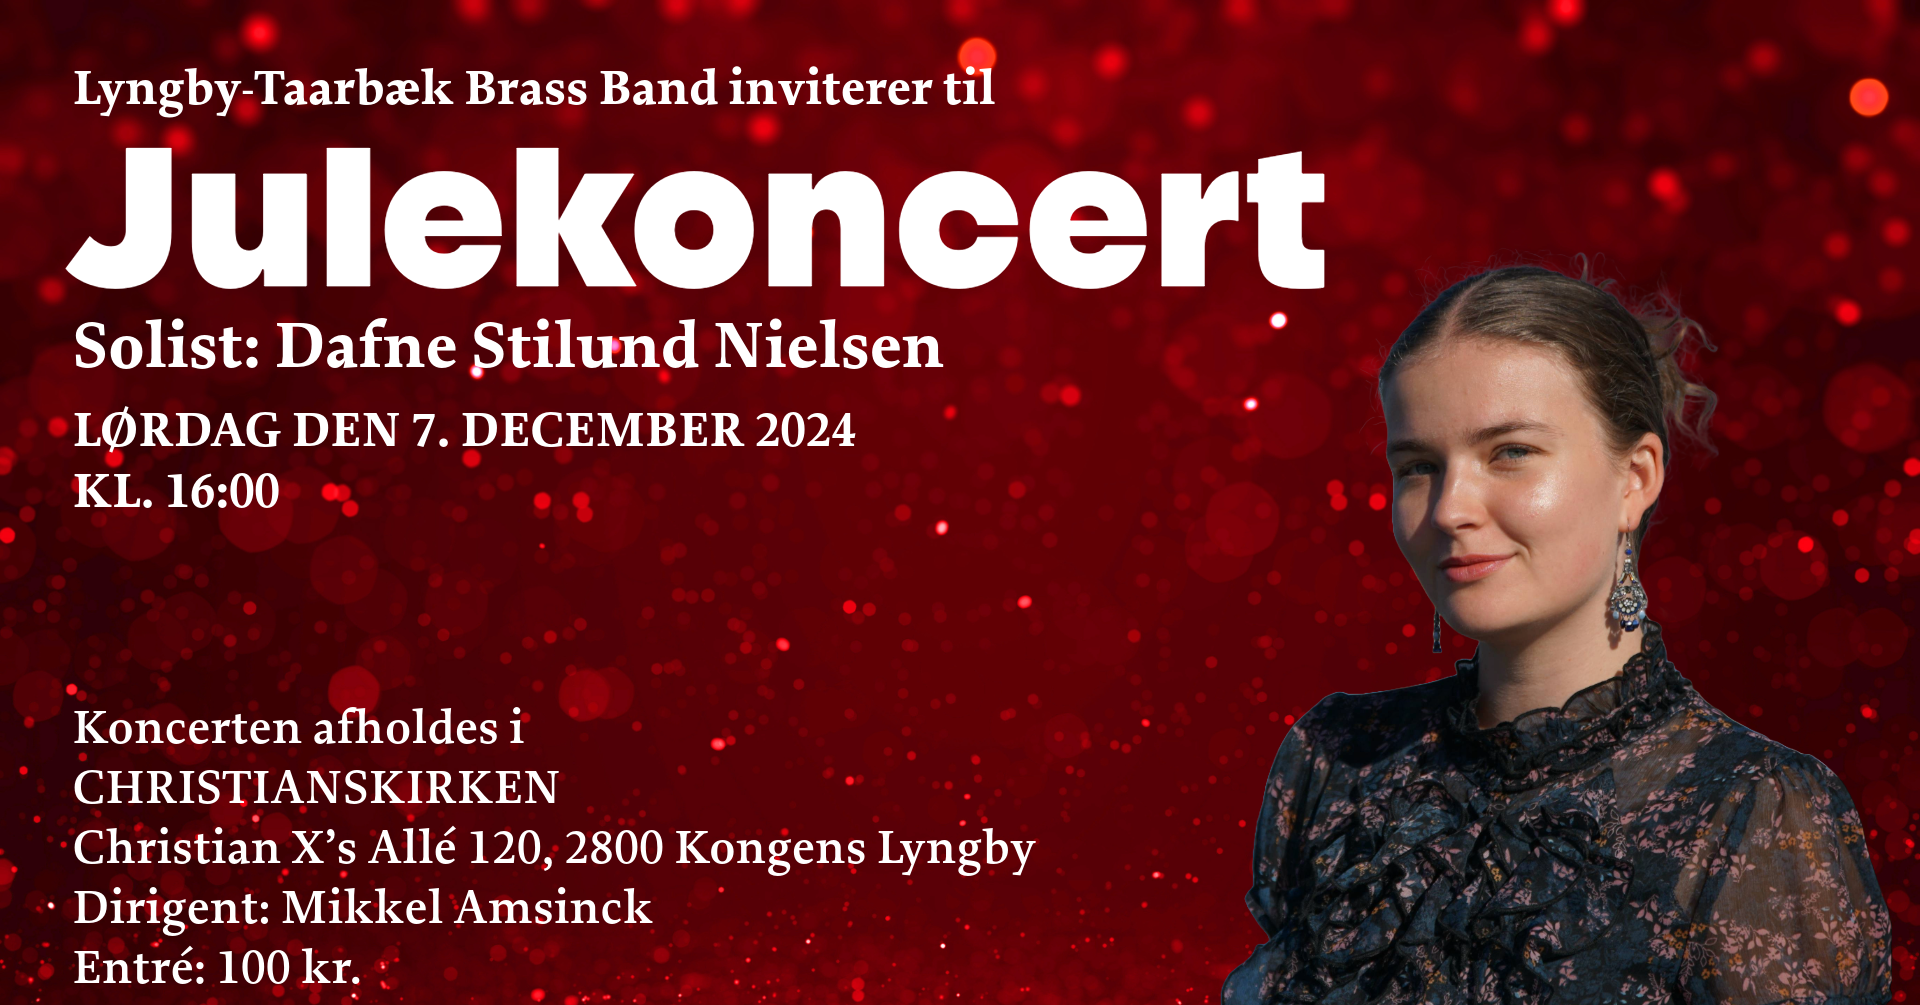 Lyngby-Taarbæk Brass Band inviterer til
Julekoncert
Solist: Dafne Stilund Nielsen
LØRDAG DEN 7. DECEMBER 2024
KL. 16:00
Koncerten afholdes i
CHRISTIANSKIRKEN
Christian X’s Allé 120, 2800 Kongens Lyngby
Dirigent: Mikkel Amsinck
Entré: 100 kr.